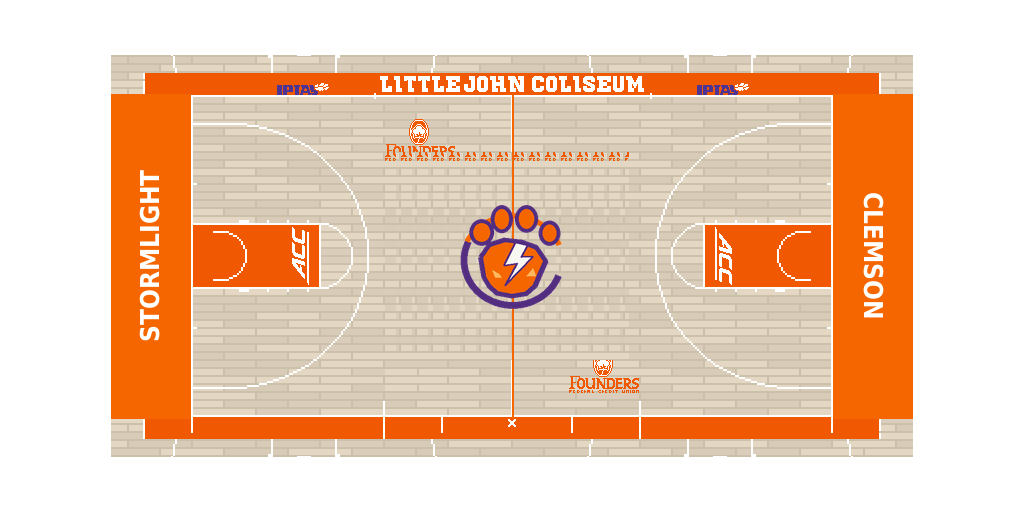 LITTLEJOHN COLISEUM
IPTAY
IPTAY
FOUNDERS
STORMLIGHT
ACC
ACC
CLEMSON
FOUNDERS
FEDERAL CREDIT UNION